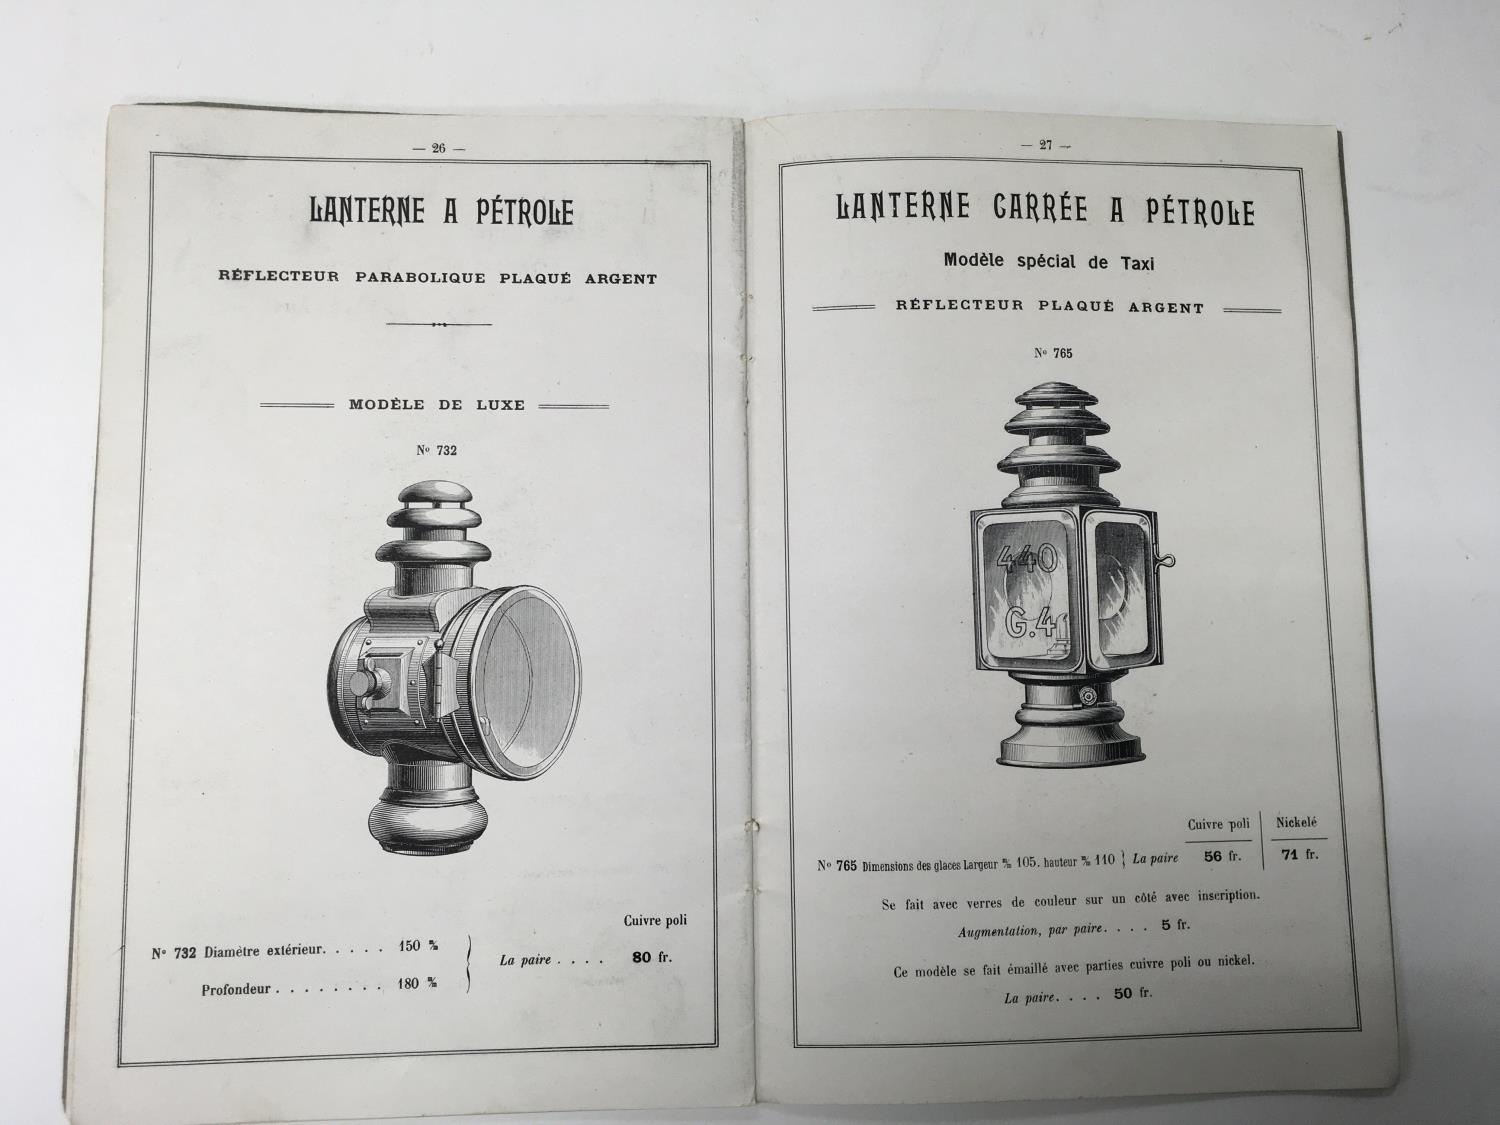 — 26 —
LANTERNE A PÉTROLE
RÉFLECTEUR PARABOLIQUE PLAQUÉ ARGENT
MODÈLE DE LUXE
Nº 732
Cuivre poli
Nº 732 Diamètre extérieur. . . . . 150 m/m
La paire . . . . 80 fr.
Profondeur . . . . . . . . 180 m/m
— 27 —
LANTERNE CARRÉE A PÉTROLE
Modèle spécial de Taxi
RÉFLECTEUR PLAQUÉ ARGENT
Nº 765
440
G.4
Cuivre poli Nickelé
Nº 765 Dimensions des glaces Largeur m/m 105. hauteur m/m 110 } La paire 56 fr. 71 fr.
Se fait avec verres de couleur sur un côté avec inscription.
Augmentation, par paire. . . . 5 fr.
Ce modèle se fait émaillé avec parties cuivre poli ou nickel.
La paire. . . . 50 fr.